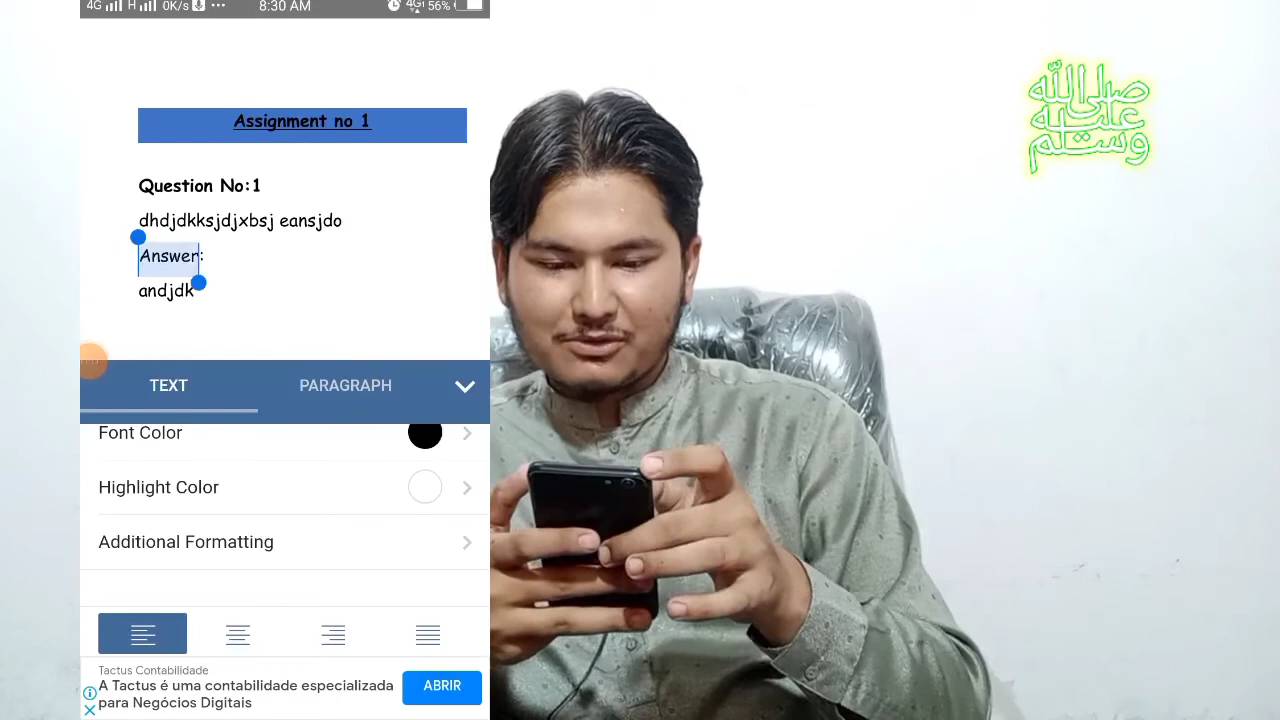 4G H 0K/s ... 8:30 AM 4G 56%
Assignment no 1
Question No:1
dhdjdkksjdjxbsj eansjdo
Answer:
andjdk
TEXT PARAGRAPH
Font Color
Highlight Color
Additional Formatting
Tactus Contabilidade
A Tactus é uma contabilidade especializada
para Negócios Digitais
ABRIR
صلى الله
عليه
وسلم